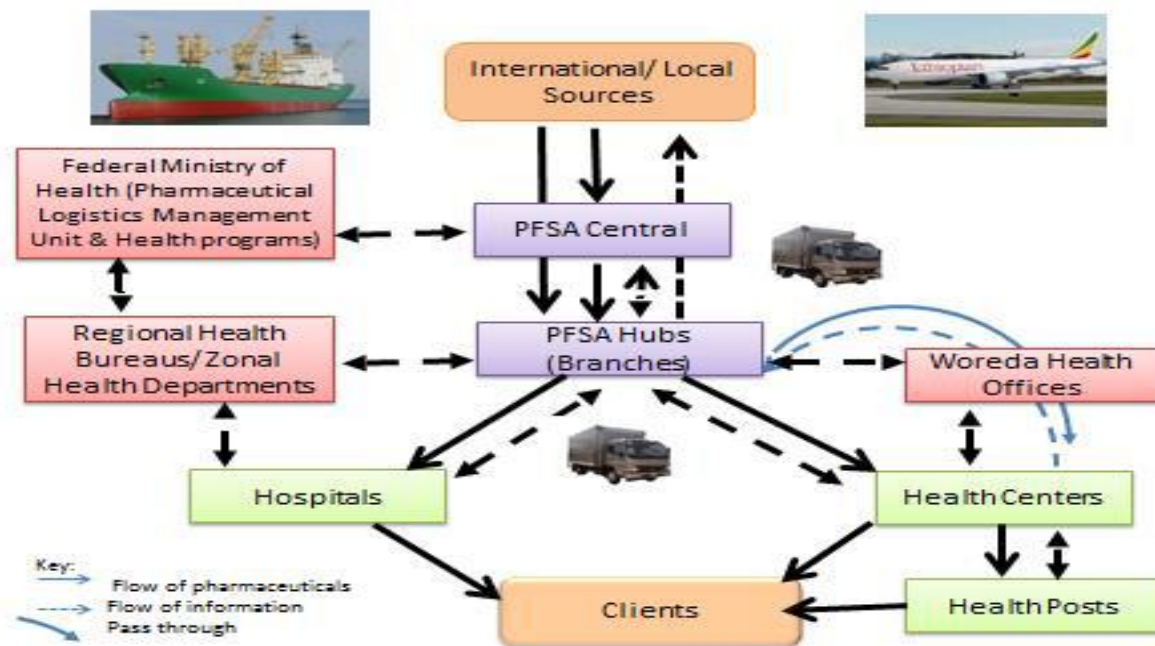 International/ Local
Sources
Ethiopian
Federal Ministry of
Health (Pharmaceutical
Logistics Management
Unit & Health programs)
PFSA Central
Regional Health
Bureaus/ Zonal
Health Departments
PFSA Hubs
(Branches)
Woreda Health
Offices
Hospitals
Health Centers
Key:
Flow of pharmaceuticals
Flow of information
Pass through
Clients
Health Posts